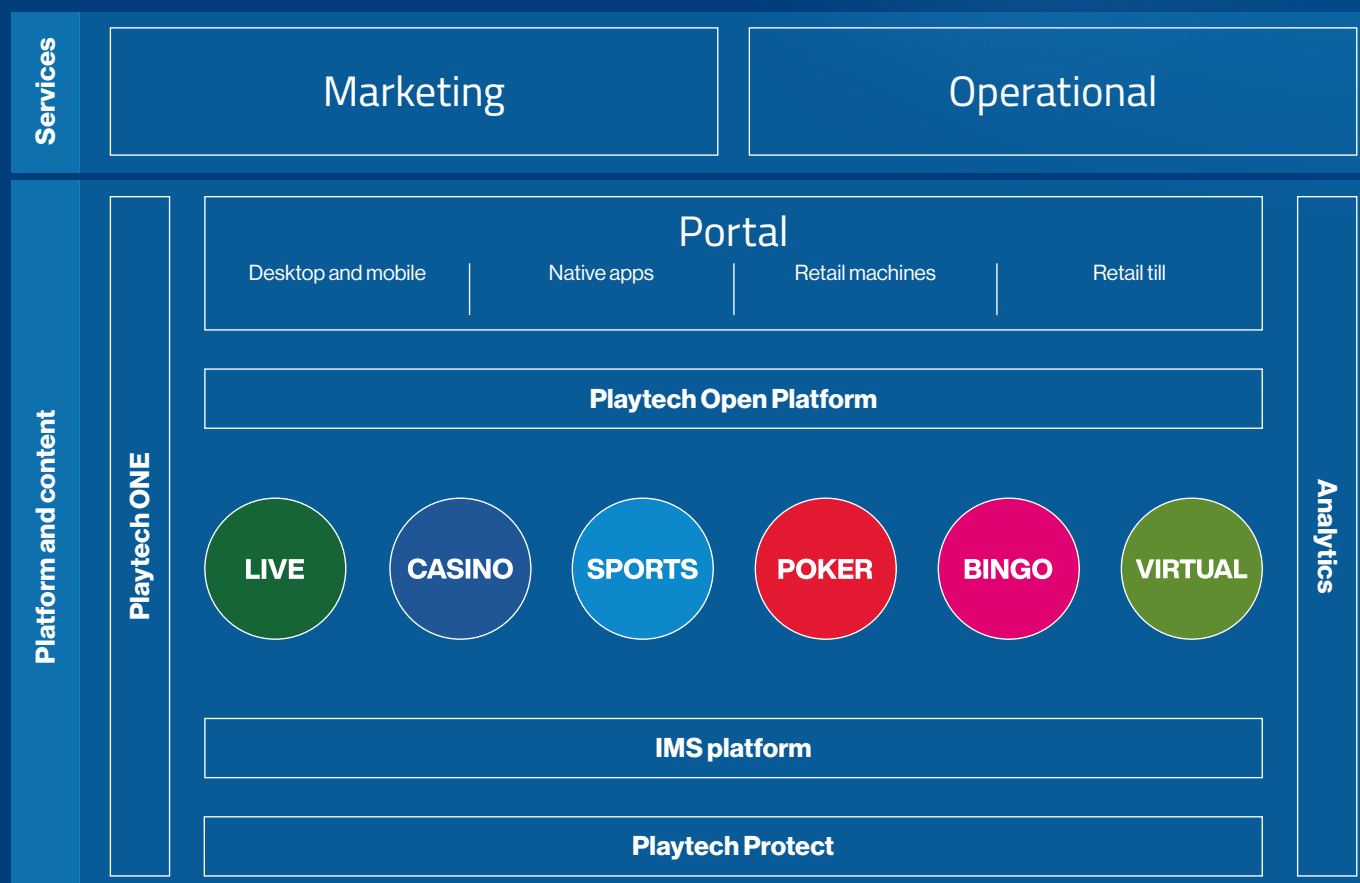 Services
Marketing
Operational
Platform and content
Playtech ONE
Portal
Desktop and mobile
Native apps
Retail machines
Retail till
Playtech Open Platform
LIVE
CASINO
SPORTS
POKER
BINGO
VIRTUAL
IMS platform
Playtech Protect
Analytics